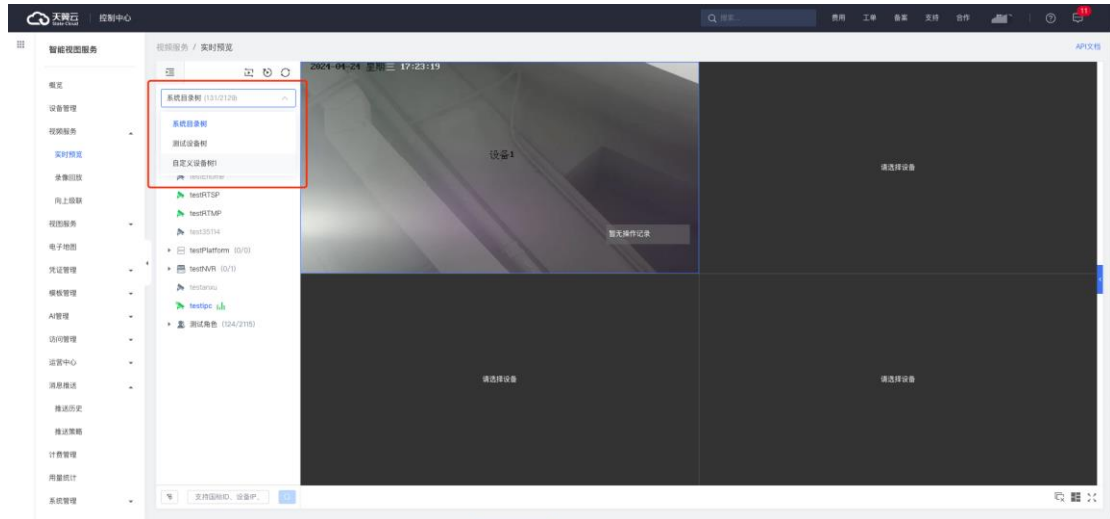 天翼云 控制中心 搜索... 费用 工单 备案 支持 合作 11
智能视图服务
视频服务 / 实时预览 API文档
概览
设备管理
视频服务
实时预览
录像回放
向上级联
视图服务
电子地图
凭证管理
模板管理
AI管理
访问管理
运营中心
消息推送
推送历史
推送策略
计费管理
用量统计
系统管理
系统目录树 (131/2129)
系统目录树
测试设备树
自定义设备树1
testEhome
testRTSP
testRTMP
test35114
testPlatform (0/0)
testNVR (0/1)
testipc
测试角色 (124/2115)
支持国标ID、设备IP、
2024-04-24 星期三 17:23:19
设备1
暂无操作记录
请选择设备
请选择设备
请选择设备